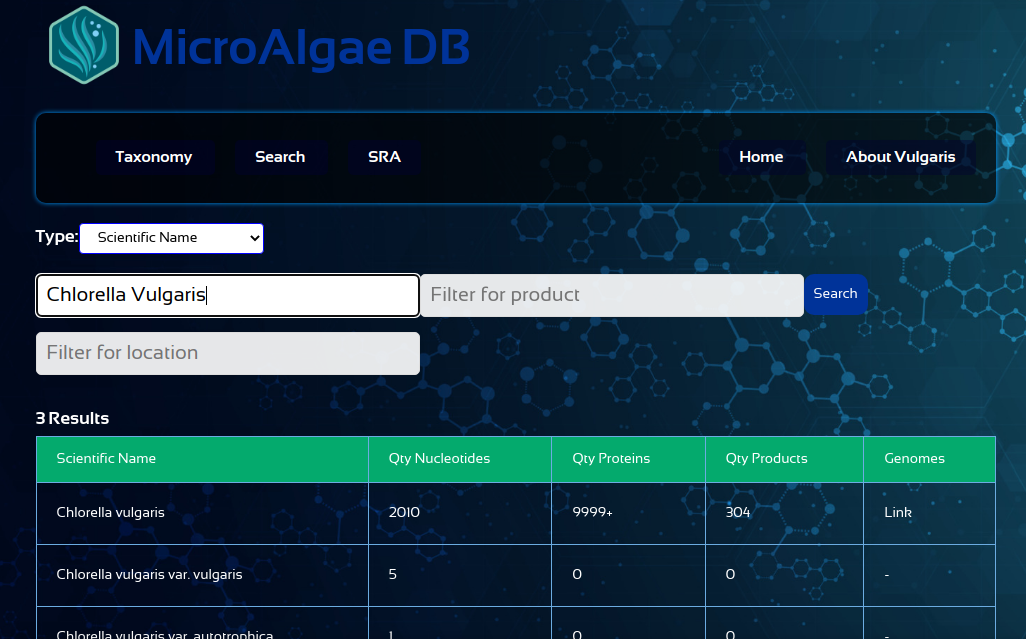 MicroAlgae DB
Taxonomy Search SRA Home About Vulgaris
Type: Scientific Name
Chlorella Vulgaris Filter for product Search
Filter for location
3 Results
Scientific Name Qty Nucleotides Qty Proteins Qty Products Genomes
Chlorella vulgaris 2010 9999+ 304 Link
Chlorella vulgaris var. vulgaris 5 0 0 -
Chlorella vulgaris var. autotrophica 1 0 0 -